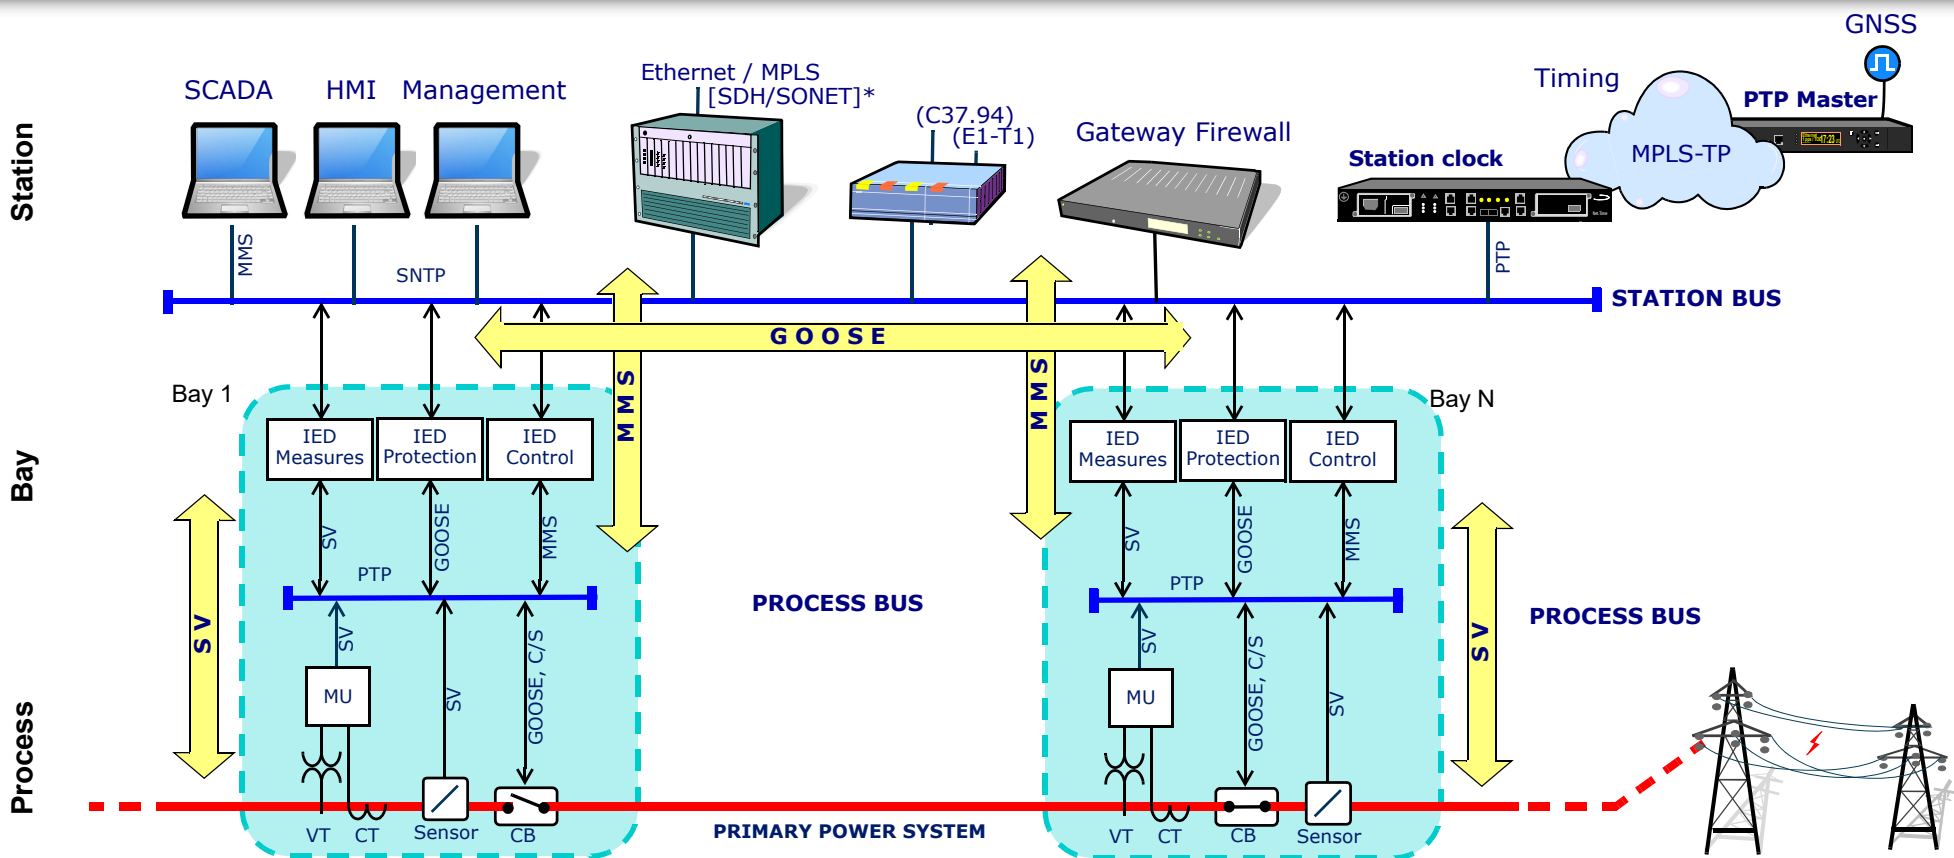 GNSS
SCADA
HMI
Management
Ethernet / MPLS
[SDH/SONET]*
(C37.94)
(E1-T1)
Gateway Firewall
Timing
PTP Master
MPLS-TP
Station clock
Station
MMS
SNTP
PTP
STATION BUS
GOOSE
MMS
MMS
Bay 1
Bay N
Bay
IED
Measures
IED
Protection
IED
Control
IED
Measures
IED
Protection
IED
Control
SV
GOOSE
MMS
SV
GOOSE
MMS
PTP
PTP
SV
PROCESS BUS
SV
PROCESS BUS
SV
MU
SV
GOOSE, C/S
SV
MU
GOOSE, C/S
SV
Process
VT
CT
Sensor
CB
PRIMARY POWER SYSTEM
VT
CT
CB
Sensor